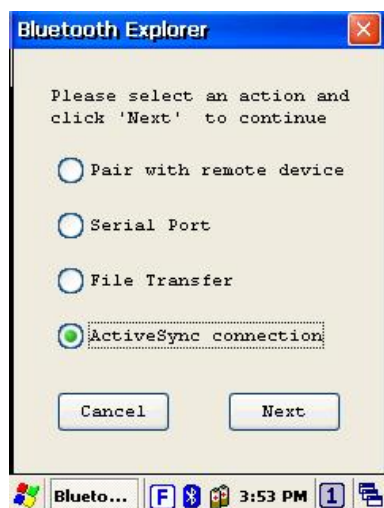 Bluetooth Explorer
Please select an action and
click 'Next' to continue
Pair with remote device
Serial Port
File Transfer
ActiveSync connection
Cancel Next
Blueto... F 3:53 PM 1